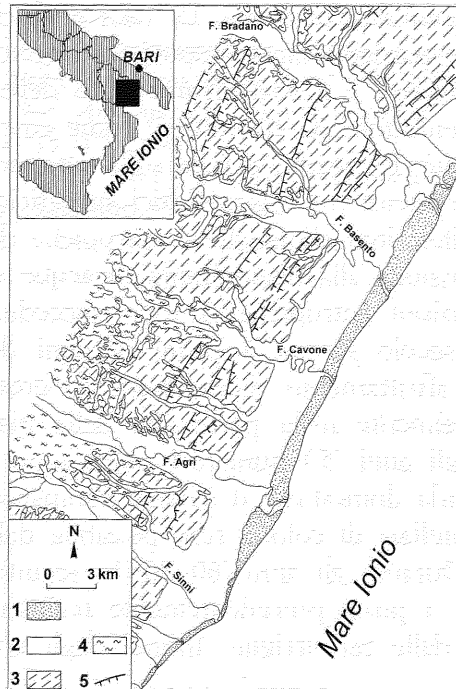 F. Bradano
BARI
MARE IONIO
F. Basento
F. Cavone
F. Agri
F. Sinni
Mare Ionio
N
0 3 km
1
2 4
3 5